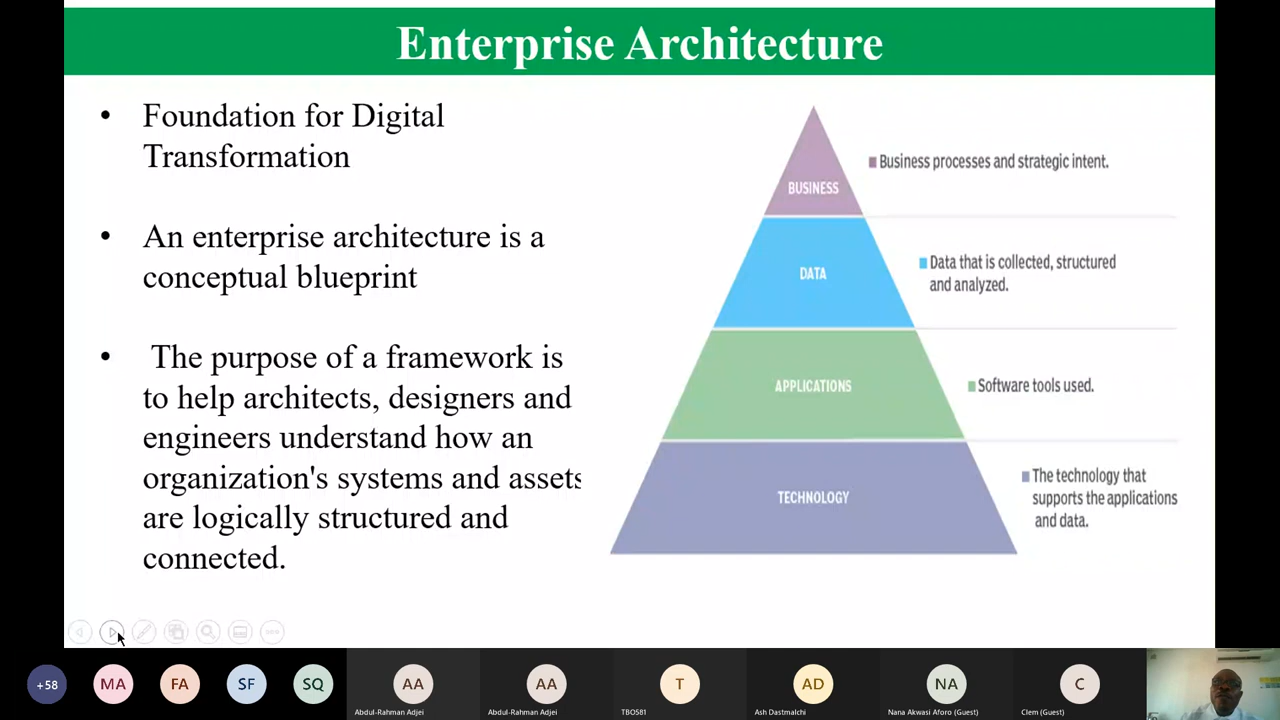 Enterprise Architecture
• Foundation for Digital
Transformation
• An enterprise architecture is a
conceptual blueprint
• The purpose of a framework is
to help architects, designers and
engineers understand how an
organization's systems and assets
are logically structured and
connected.
BUSINESS
Business processes and strategic intent.
DATA
Data that is collected, structured
and analyzed.
APPLICATIONS
Software tools used.
TECHNOLOGY
The technology that
supports the applications
and data.
+58
MA
FA
SF
SQ
AA
Abdul-Rahman Adjei
AA
Abdul-Rahman Adjei
T
TBO581
AD
Ash Dastmalchi
NA
Nana Akwasi Aforo (Guest)
C
Clem (Guest)